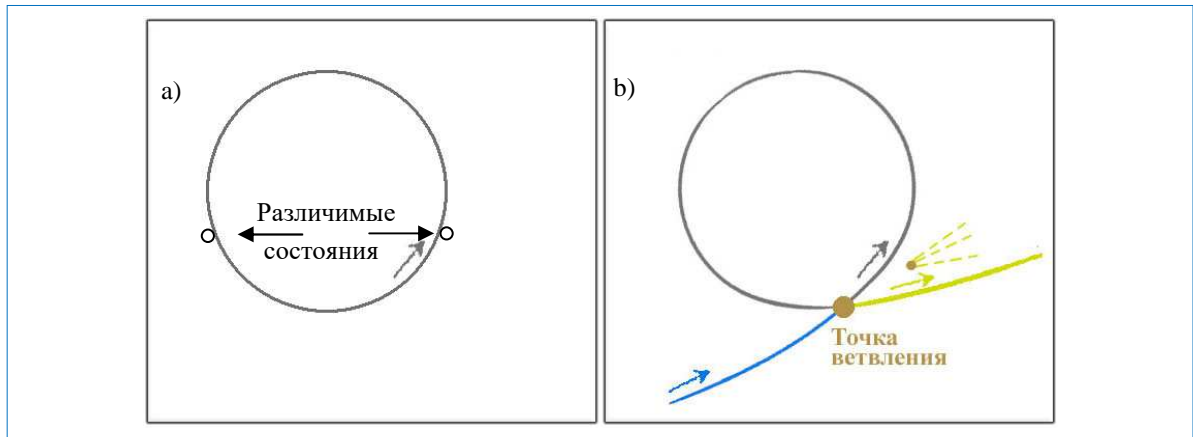 a)
Различимые
состояния
b)
Точка
ветвления